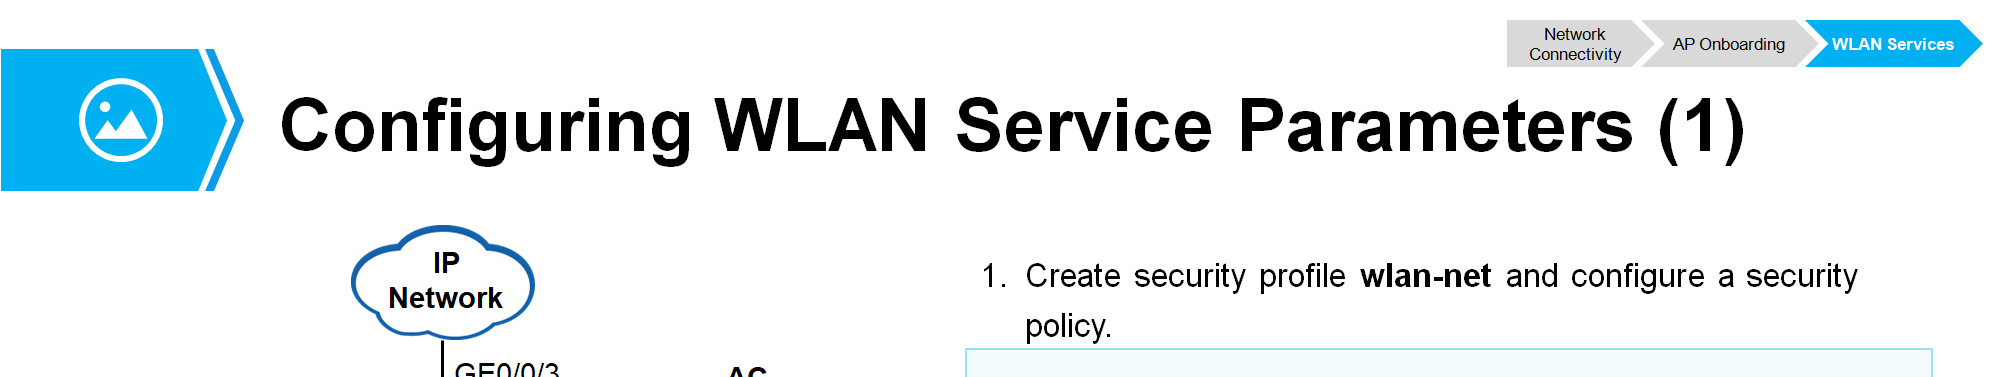 Network
Connectivity
AP Onboarding
WLAN Services
Configuring WLAN Service Parameters (1)
IP
Network
1. Create security profile wlan-net and configure a security
policy.
GE0/0/3
AC